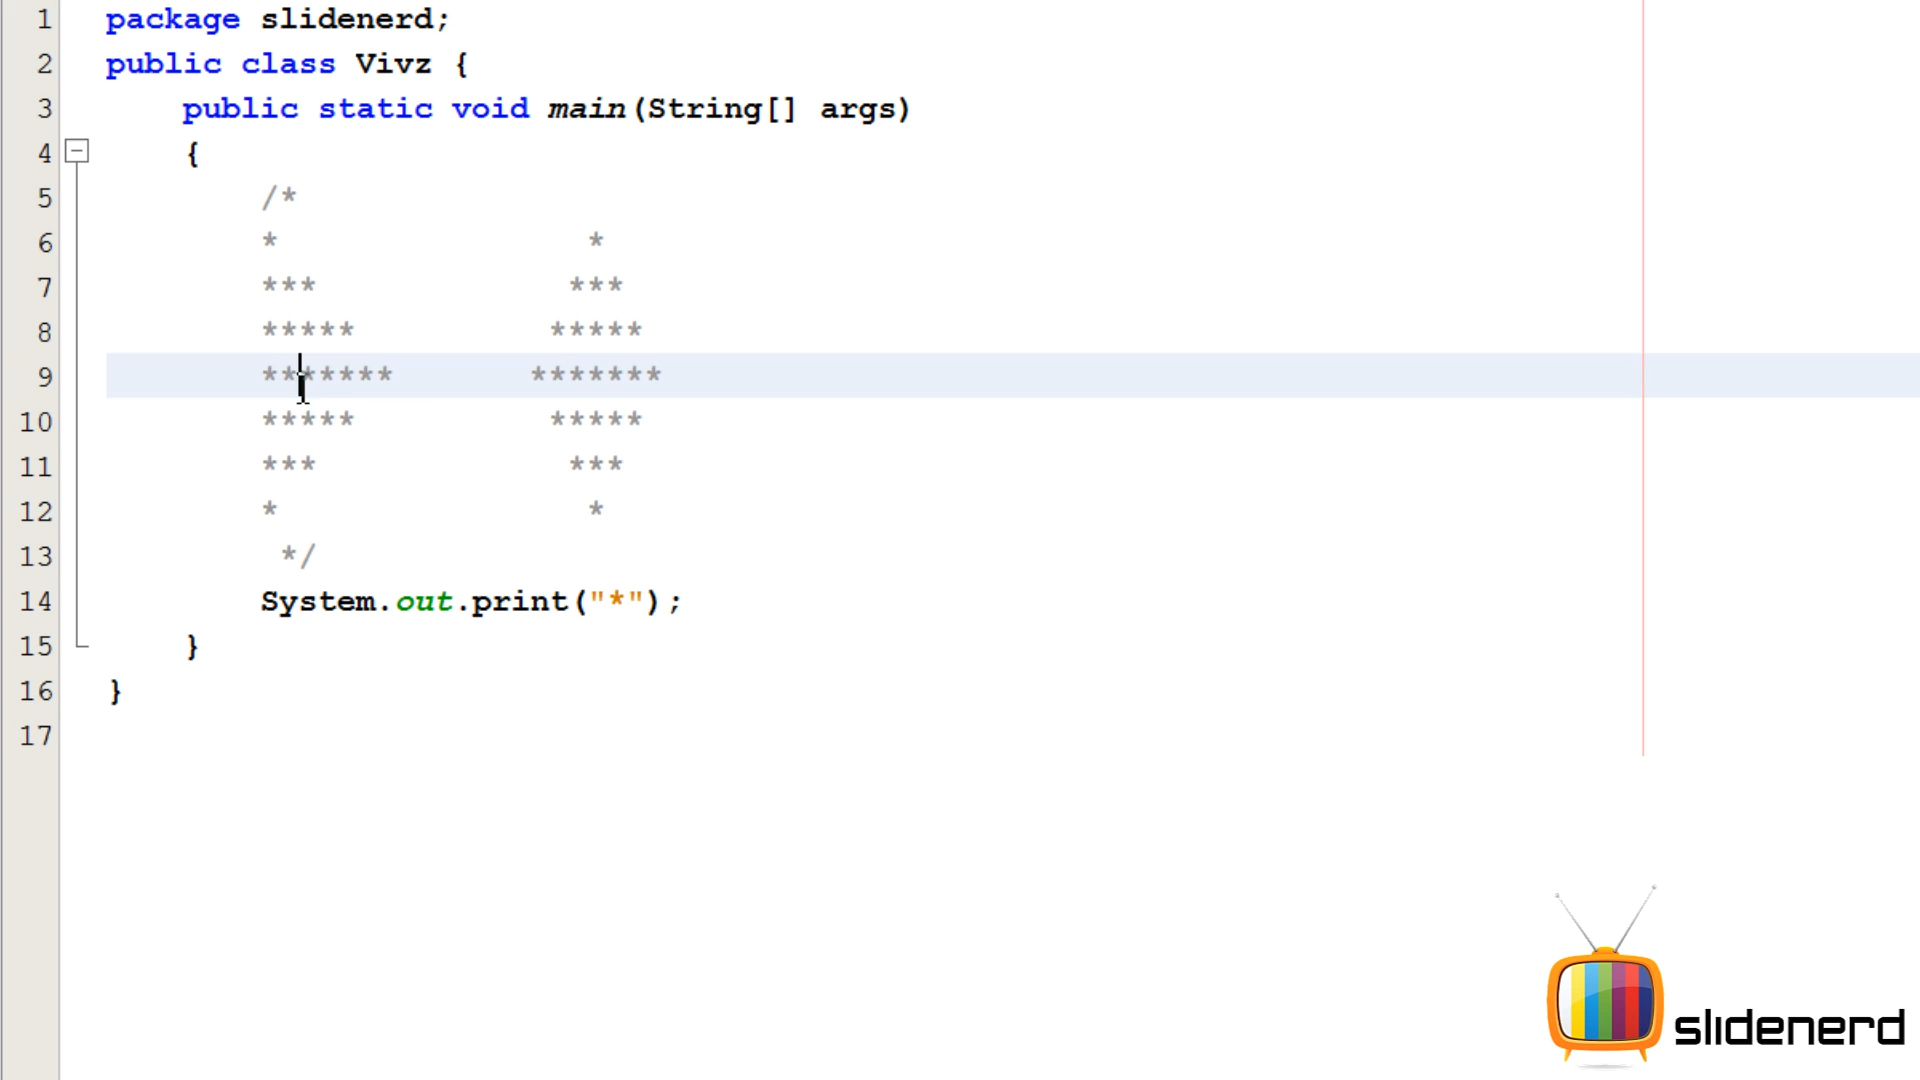 1 package slidenerd;
2 public class Vivz {
3     public static void main(String[] args)
4     {
5         /*
6         *                 *
7         ***             ***
8         *****          *****
9         *******       *******
10        *****          *****
11        ***             ***
12        *                 *
13         */
14        System.out.print("*");
15    }
16 }
17
slidenerd